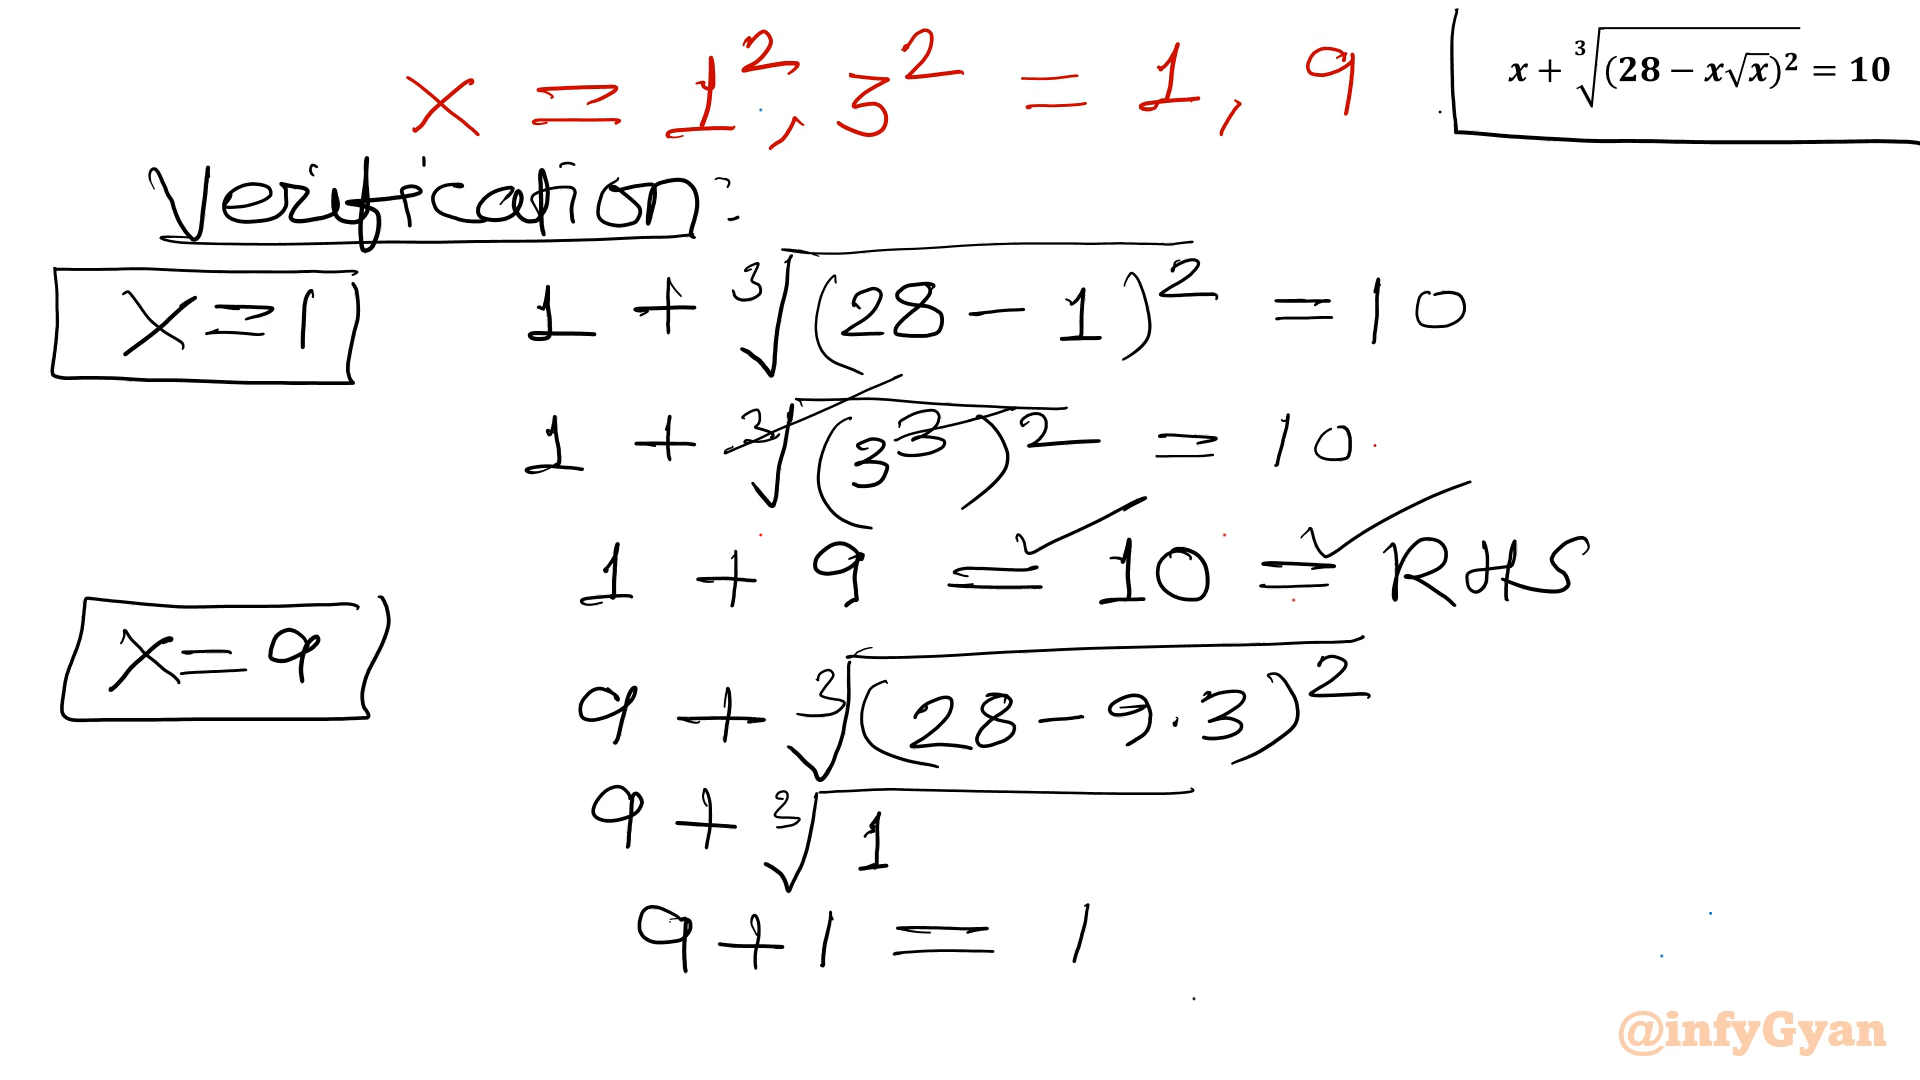 x = 1², 3² = 1, 9
x + ∛(28 − x√x)² = 10
Verification:
x = 1
1 + ∛(28 − 1)² = 10
1 + ∛(3³)² = 10
1 + 9 = 10 = RHS
x = 9
9 + ∛(28 − 9·3)²
9 + ∛1
9 + 1 = 1
@infyGyan